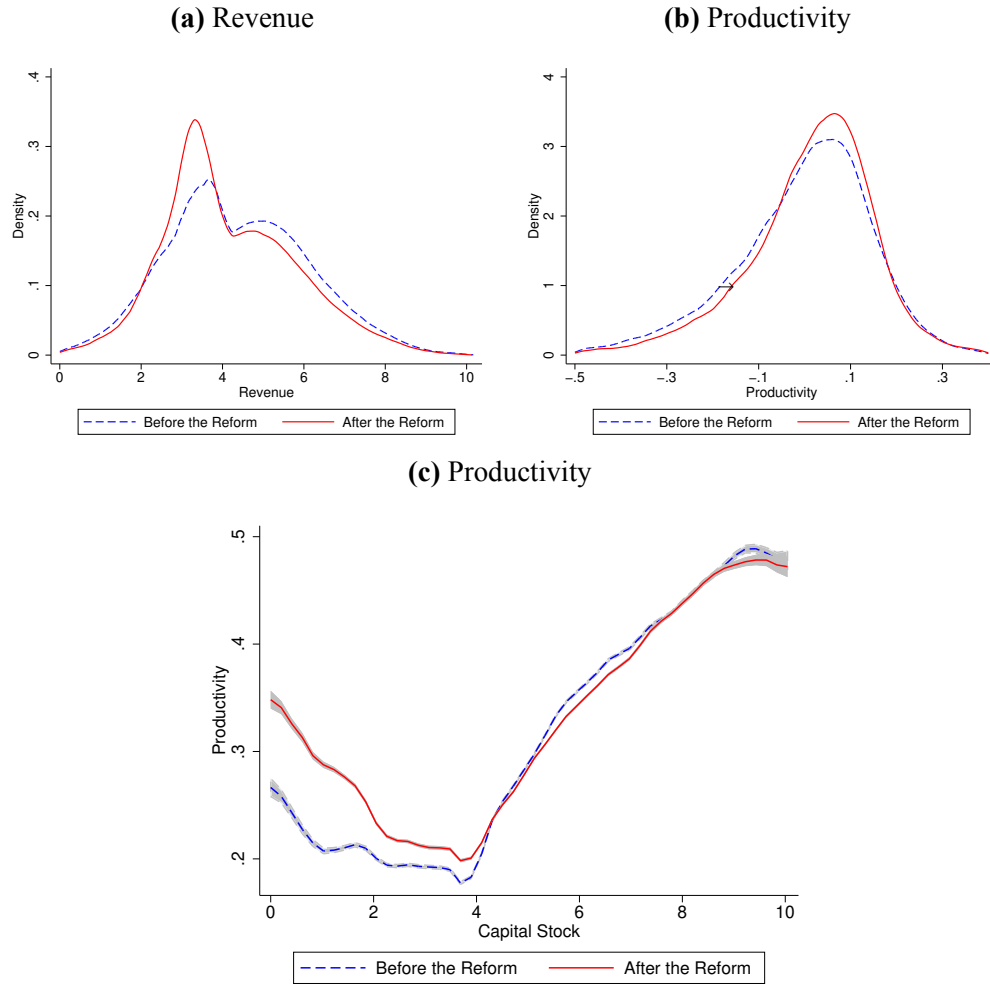 (a) Revenue
.4
.3
.2
.1
0
Density
0 2 4 6 8 10
Revenue
Before the Reform After the Reform
(b) Productivity
.4
.3
.2
.1
0
Density
-.5 -.3 -.1 .1 .3
Productivity
Before the Reform After the Reform
(c) Productivity
.5
.4
.3
.2
Productivity
0 2 4 6 8 10
Capital Stock
Before the Reform After the Reform